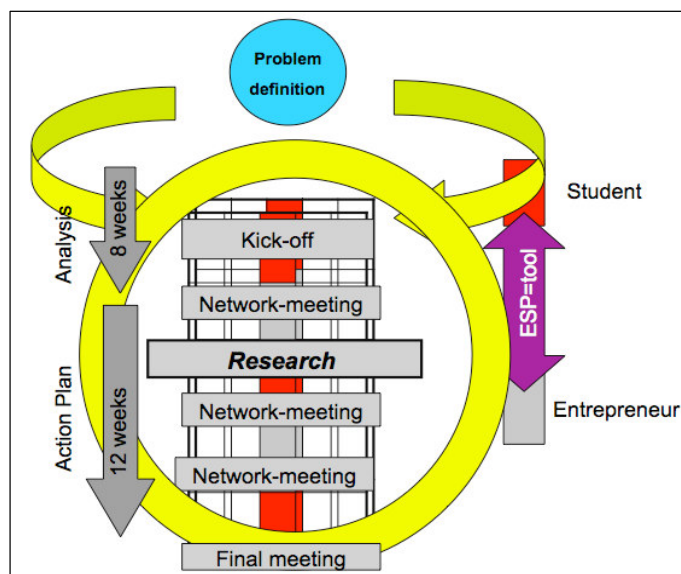 Problem
definition
Student
Analysis
8 weeks
Kick-off
Network-meeting
ESP=tool
Research
Action Plan
12 weeks
Network-meeting
Entrepreneur
Network-meeting
Final meeting